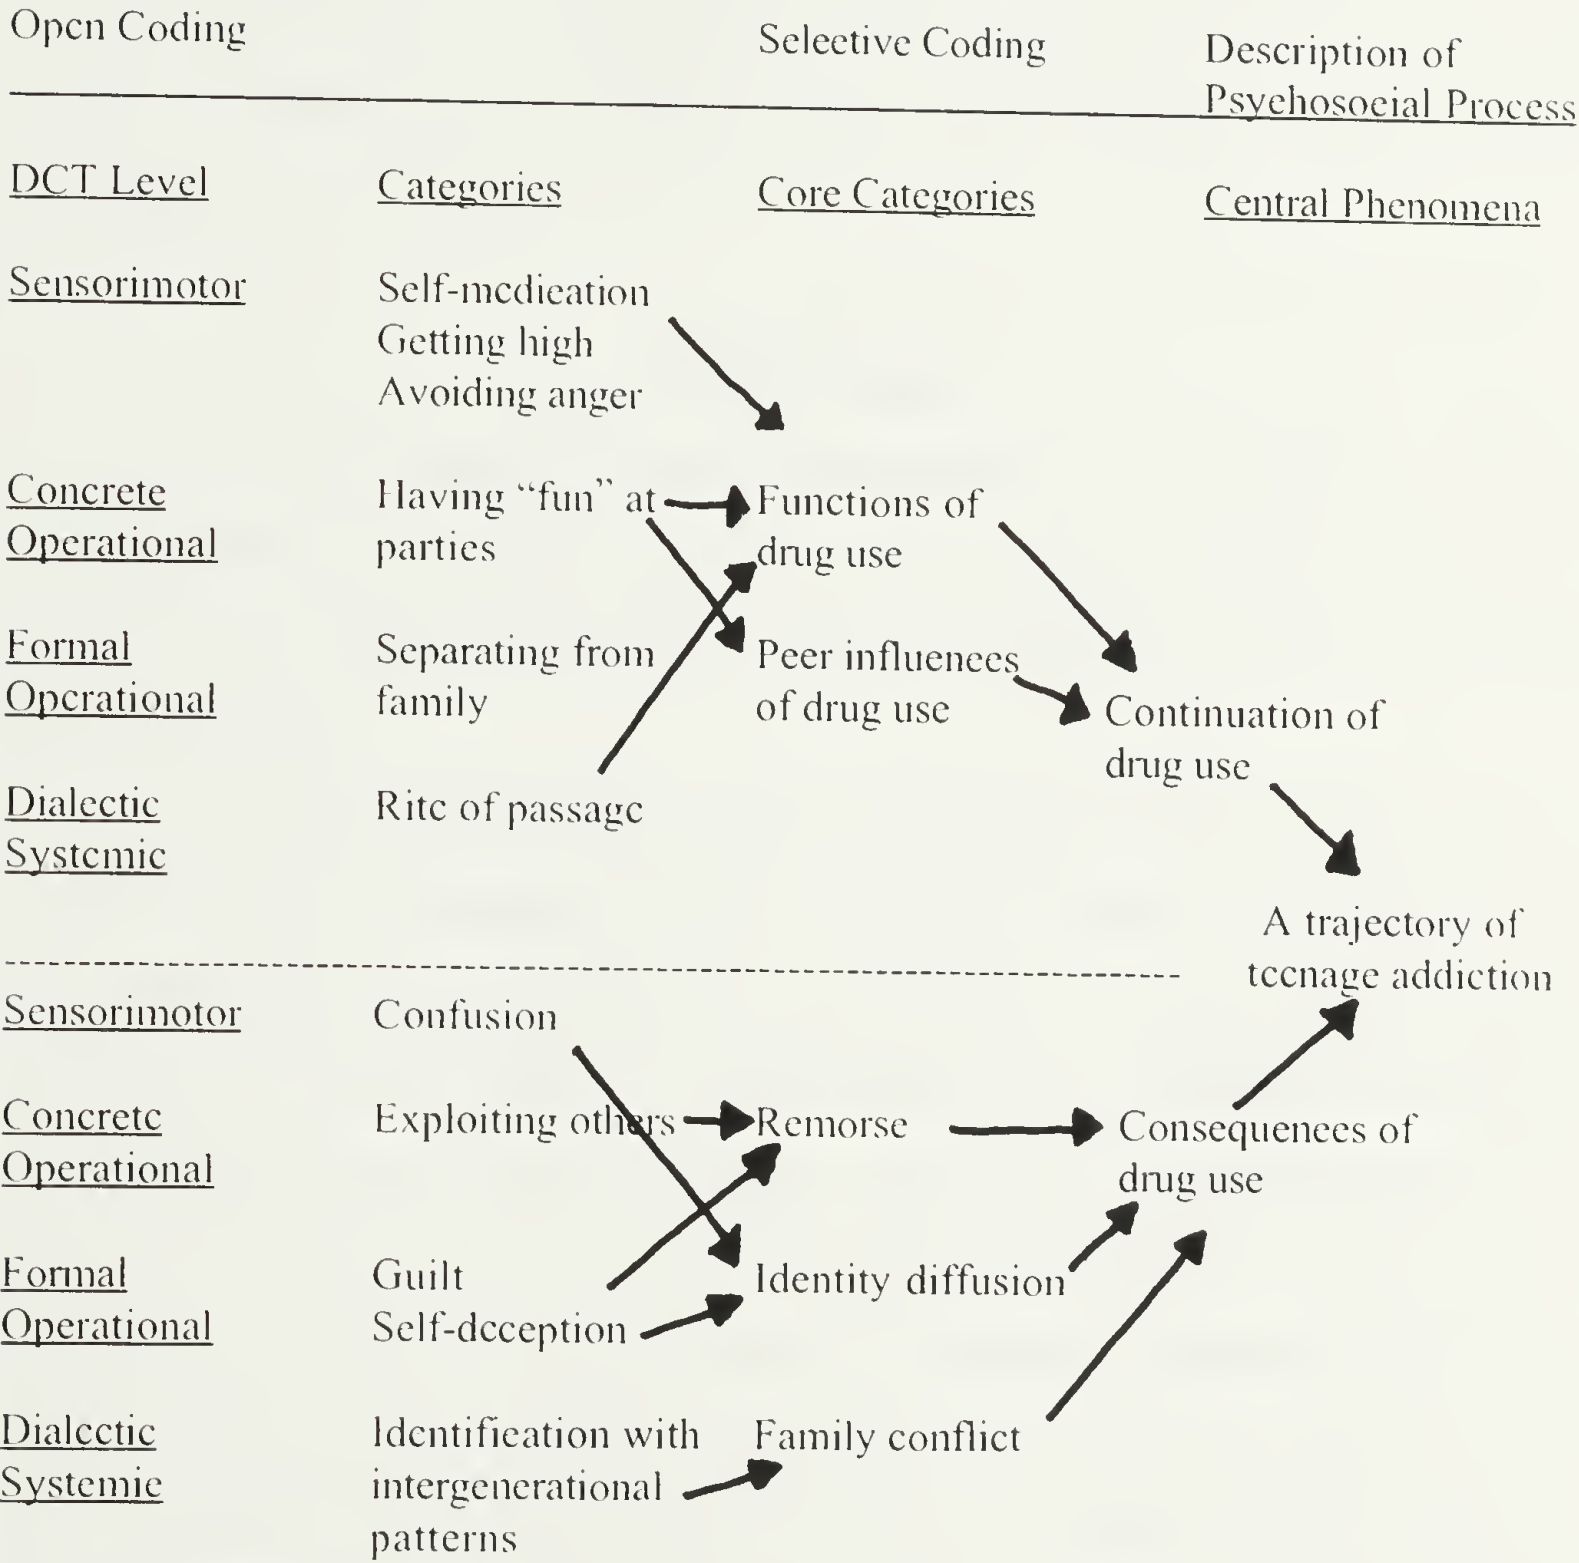 Open Coding
Selective Coding
Description of
Psychosocial Process
DCT Level
Categories
Core Categories
Central Phenomena
Sensorimotor
Self-medication
Getting high
Avoiding anger
Concrete
Operational
Having “fun” at
parties
Functions of
drug use
Formal
Operational
Separating from
family
Peer influences
of drug use
Continuation of
drug use
Dialectic
Systemic
Rite of passage
A trajectory of
teenage addiction
Sensorimotor
Confusion
Concrete
Operational
Exploiting others
Remorse
Consequences of
drug use
Formal
Operational
Guilt
Self-deception
Identity diffusion
Dialectic
Systemic
Identification with
intergenerational
patterns
Family conflict